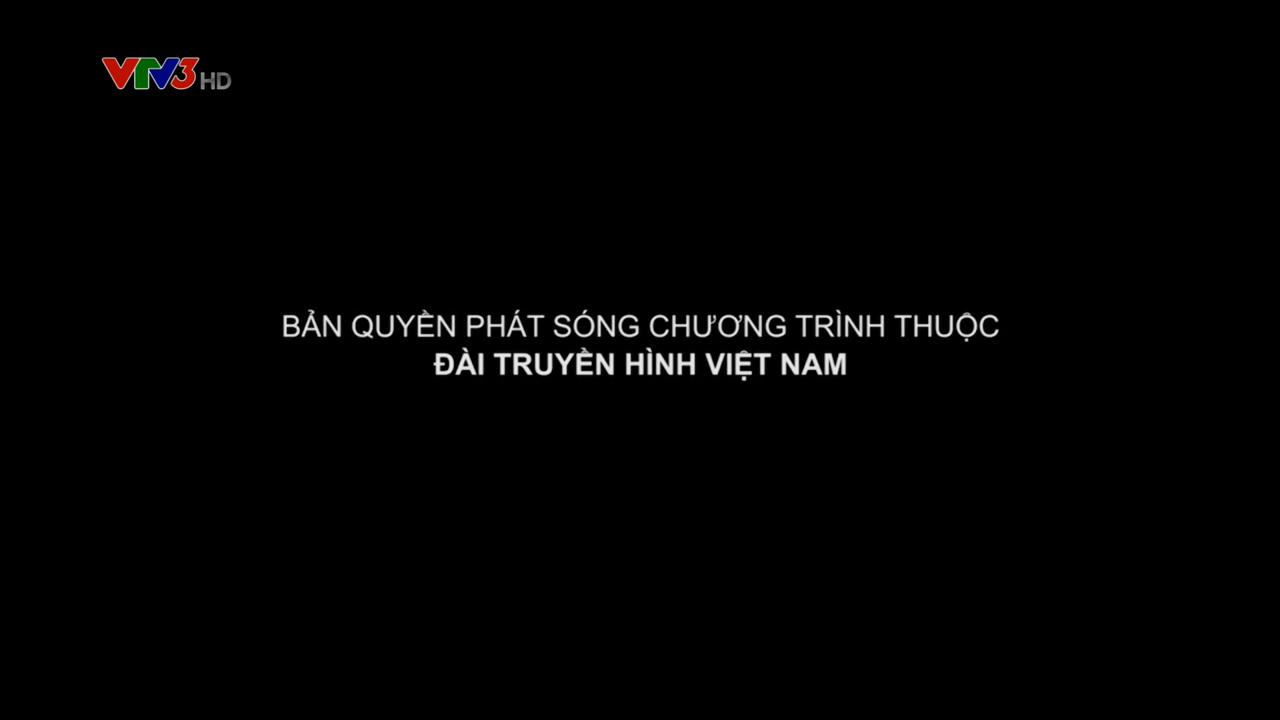 VTV3 HD
BẢN QUYỀN PHÁT SÓNG CHƯƠNG TRÌNH THUỘC
ĐÀI TRUYỀN HÌNH VIỆT NAM